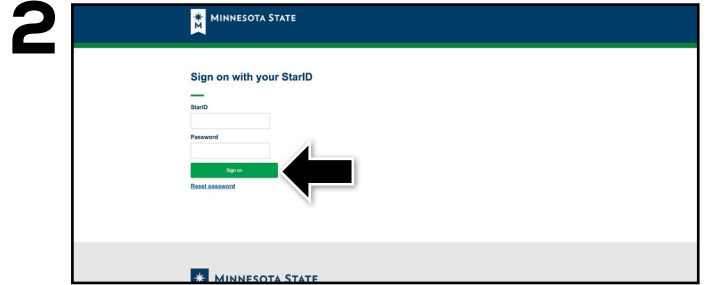 2
MINNESOTA STATE
Sign on with your StarID
StarID
Password
Sign on
Reset password
MINNESOTA STATE